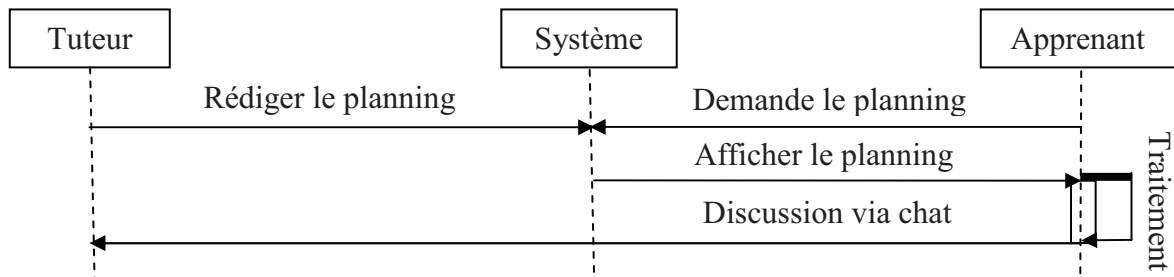 Tuteur
Système
Apprenant
Rédiger le planning
Demande le planning
Afficher le planning
Discussion via chat
Traitement